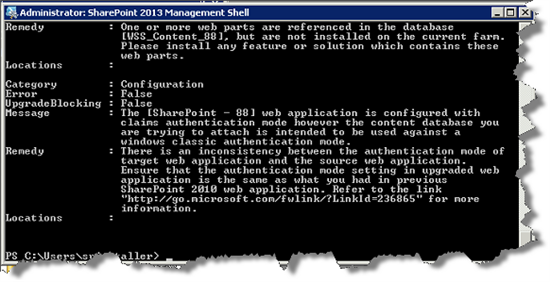 Administrator: SharePoint 2013 Management Shell
Remedy : One or more web parts are referenced in the database
[WSS_Content_88], but are not installed on the current farm.
Please install any feature or solution which contains these
web parts.
Locations :
Category : Configuration
Error : False
UpgradeBlocking : False
Message : The [SharePoint - 88] web application is configured with
claims authentication mode however the content database you
are trying to attach is intended to be used against a
windows classic authentication mode.
Remedy : There is an inconsistency between the authentication mode of
target web application and the source web application.
Ensure that the authentication mode setting in upgraded web
application is the same as what you had in previous
SharePoint 2010 web application. Refer to the link
"http://go.microsoft.com/fwlink/?LinkId=236865" for more
information.
Locations :
PS C:\Users\sp
aller> _